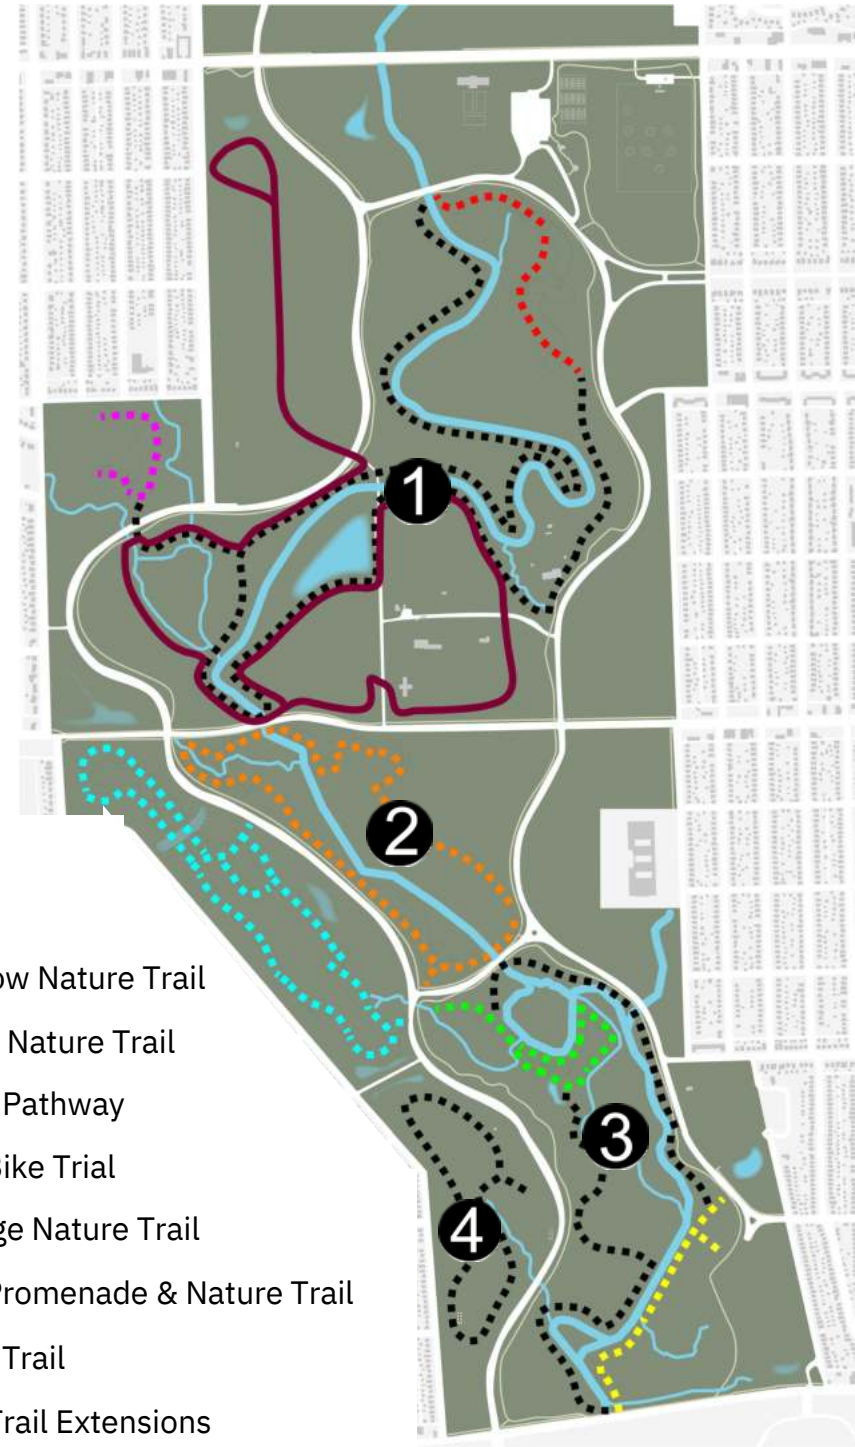 1
2
ow Nature Trail
Nature Trail
Pathway
Bike Trial
3
ge Nature Trail
4
Promenade & Nature Trail
Trail
Trail Extensions